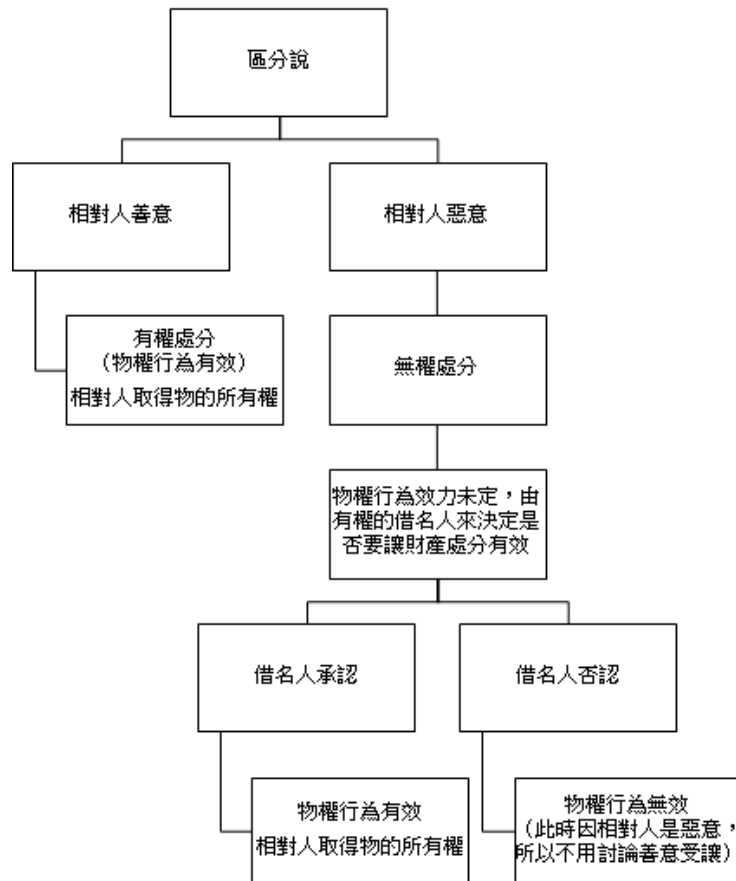 區分說
相對人善意
相對人惡意
有權處分
（物權行為有效）
相對人取得物的所有權
無權處分
物權行為效力未定，由
有權的借名人來決定是
否要讓財產處分有效
借名人承認
借名人否認
物權行為有效
相對人取得物的所有權
物權行為無效
（此時因相對人是惡意，
所以不用討論善意受讓）